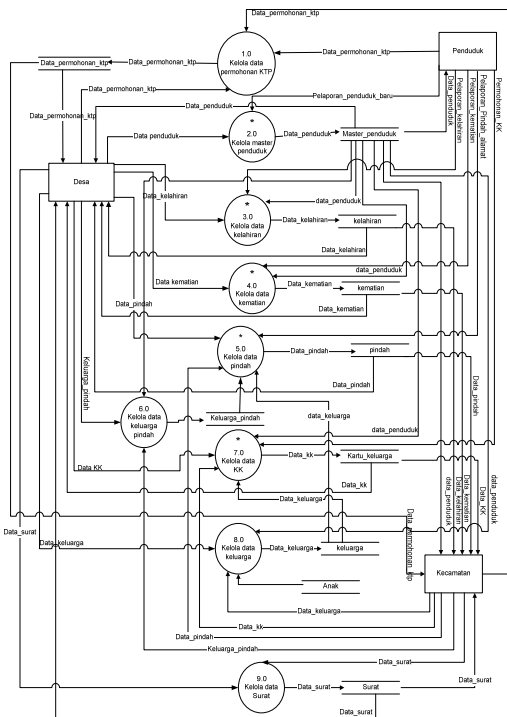 Data_permohonan_ktp
Data_permohonan_ktp
Data_permohonan_ktp
1.0
Kelola data
permohonan KTP
Data_permohonan_ktp
Penduduk
Data_permohonan_ktp
Data_permohonan_ktp
Pelaporan_penduduk_baru
Data_penduduk
Pelaporan_kelahiran
Pelaporan_kematian
Pelaporan_Pindah_alamat
Permohonan_KK
Data_penduduk
Data penduduk
*
2.0
Kelola master
penduduk
Data_penduduk
Master_penduduk
Desa
Data_kelahiran
*
3.0
Kelola data
kelahiran
Data_penduduk
Data_kelahiran
kelahiran
Data_kelahiran
Data kematian
*
4.0
Kelola data
kematian
data_penduduk
Data_kematian
kematian
Data_kematian
Data_pindah
*
5.0
Kelola data
pindah
Data_pindah
pindah
Data_pindah
Data_pindah
Keluarga_pindah
6.0
Kelola data
keluarga
pindah
Keluarga_pindah
data_keluarga
data_penduduk
Data KK
*
7.0
Kelola data
KK
Data_kk
Kartu_keluarga
Data_kk
Data_keluarga
data_penduduk
Data_kelahiran
Data_kematian
Data_KK
data_penduduk
Data_surat
Data_keluarga
8.0
Kelola data
keluarga
Data_keluarga
keluarga
Data_Permohonan_ktp
Kecamatan
Anak
Data_keluarga
Data_kk
Data_pindah
Keluarga_pindah
Data_surat
9.0
Kelola data
Surat
Data_surat
Surat
Data_surat
Data_surat